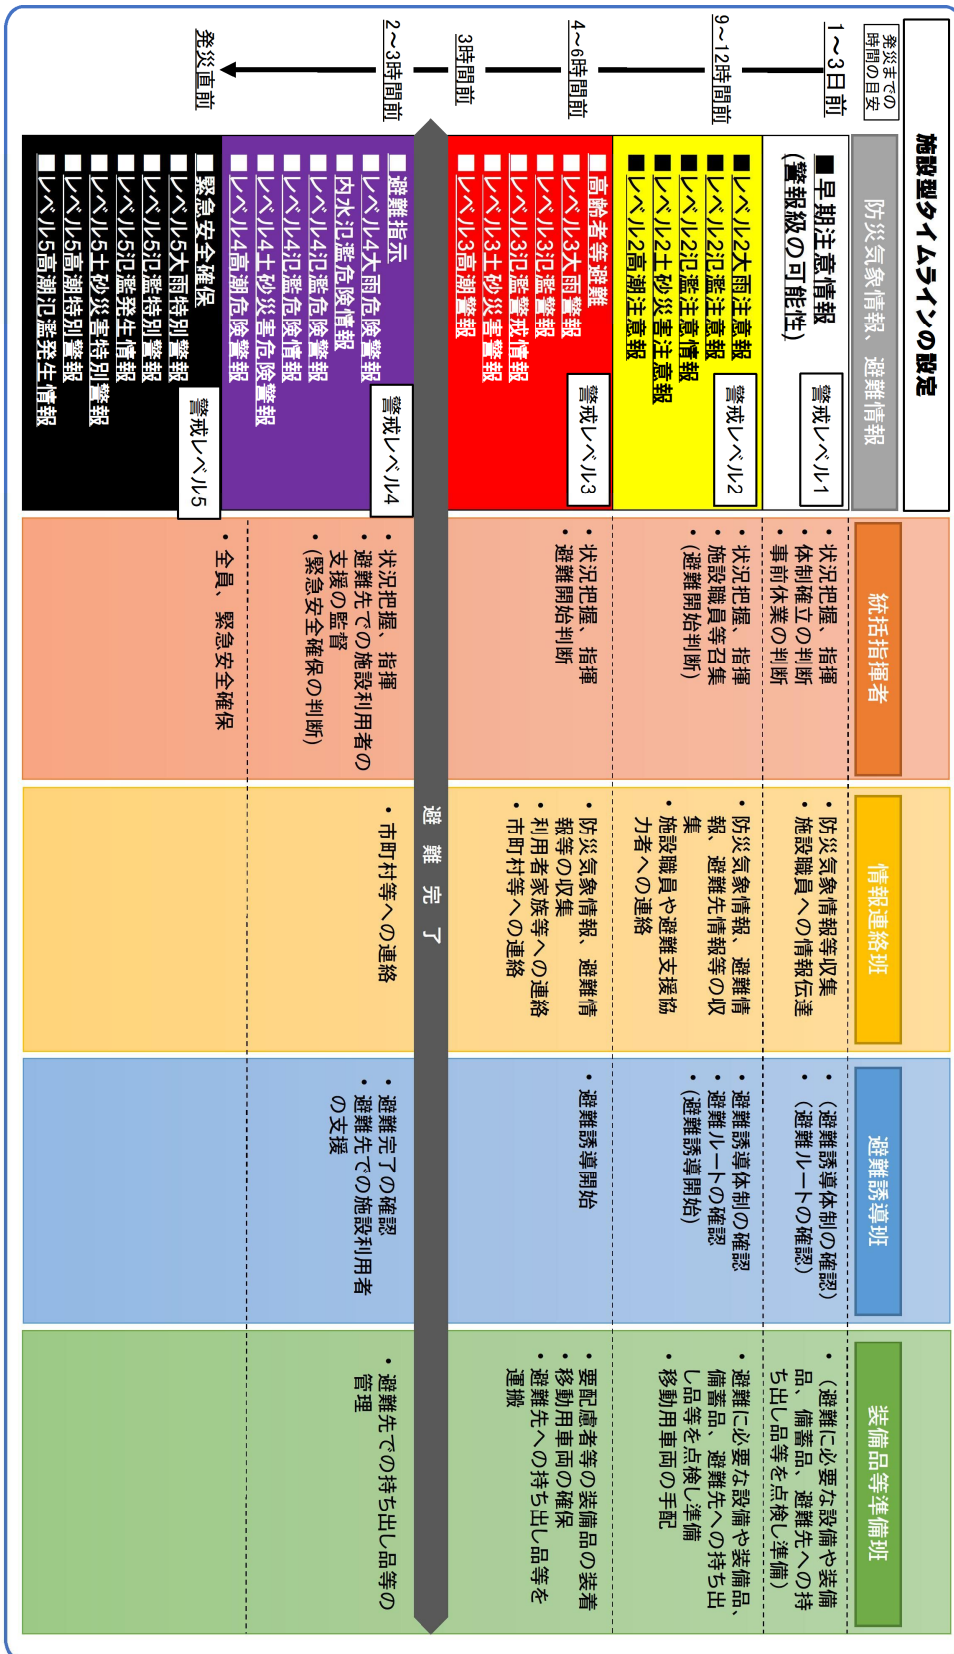 施設型タイムラインの設定
発災までの
時間の目安
防災気象情報、避難情報
統括指揮者
情報連絡班
避難誘導班
装備品等準備班
1～3日前
■早期注意情報
(警報級の可能性)
警戒レベル1
・状況把握、指揮
・体制確立の判断
・事前休業の判断
・防災気象情報等収集
・施設職員への情報伝達
・（避難誘導体制の確認）
・（避難ルートの確認）
・（避難に必要な設備や装備
品、備蓄品、避難先への持
ち出し品等を点検し準備）
9～12時間前
■レベル2大雨注意報
■レベル2氾濫注意報
■レベル2氾濫注意情報
■レベル2土砂災害注意報
■レベル2高潮注意報
警戒レベル2
・状況把握、指揮
・施設職員等召集
・(避難開始判断)
・防災気象情報、避難情
報、避難先情報等の収
集
・施設職員や避難支援協
力者への連絡
・避難誘導体制の確認
・避難ルートの確認
・(避難誘導開始)
・避難に必要な設備や装備品、
備蓄品、避難先への持ち出
し品等を点検し準備
・移動用車両の手配
4～6時間前
3時間前
■高齢者等避難
■レベル3大雨警報
■レベル3氾濫警報
■レベル3氾濫警戒情報
■レベル3土砂災害警報
■レベル3高潮警報
警戒レベル3
・状況把握、指揮
・避難開始判断
・防災気象情報、避難情
報等の収集
・利用者家族等への連絡
・市町村等への連絡
・避難誘導開始
・要配慮者等の装備品の装着
・移動用車両の確保
・避難先への持ち出し品等を
運搬
避難完了
2～3時間前
■避難指示
■レベル4大雨危険警報
■内水氾濫危険情報
■レベル4氾濫危険警報
■レベル4氾濫危険情報
■レベル4土砂災害危険警報
■レベル4高潮危険警報
警戒レベル4
・状況把握、指揮
・避難先での施設利用者の
支援の監督
・(緊急安全確保の判断)
・市町村等への連絡
・避難完了の確認
・避難先での施設利用者
の支援
・避難先での持ち出し品等の
管理
発災直前
■緊急安全確保
■レベル5大雨特別警報
■レベル5氾濫特別警報
■レベル5氾濫発生情報
■レベル5土砂災害特別警報
■レベル5高潮特別警報
■レベル5高潮氾濫発生情報
警戒レベル5
・全員、緊急安全確保